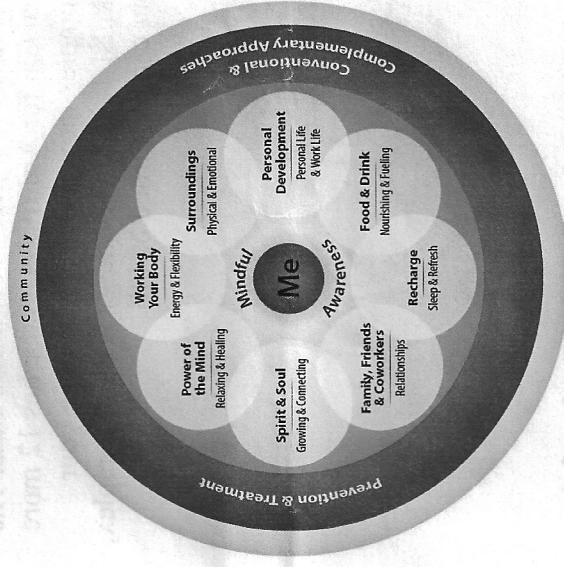 Community
Prevention & Treatment
Conventional &
Complementary Approaches
Working
Your Body
Energy & Flexibility
Surroundings
Physical & Emotional
Personal
Development
Personal Life
& Work Life
Food & Drink
Nourishing & Fueling
Recharge
Sleep & Refresh
Family, Friends
& Coworkers
Relationships
Spirit & Soul
Growing & Connecting
Power of
the Mind
Relaxing & Healing
Mindful
Awareness
Me